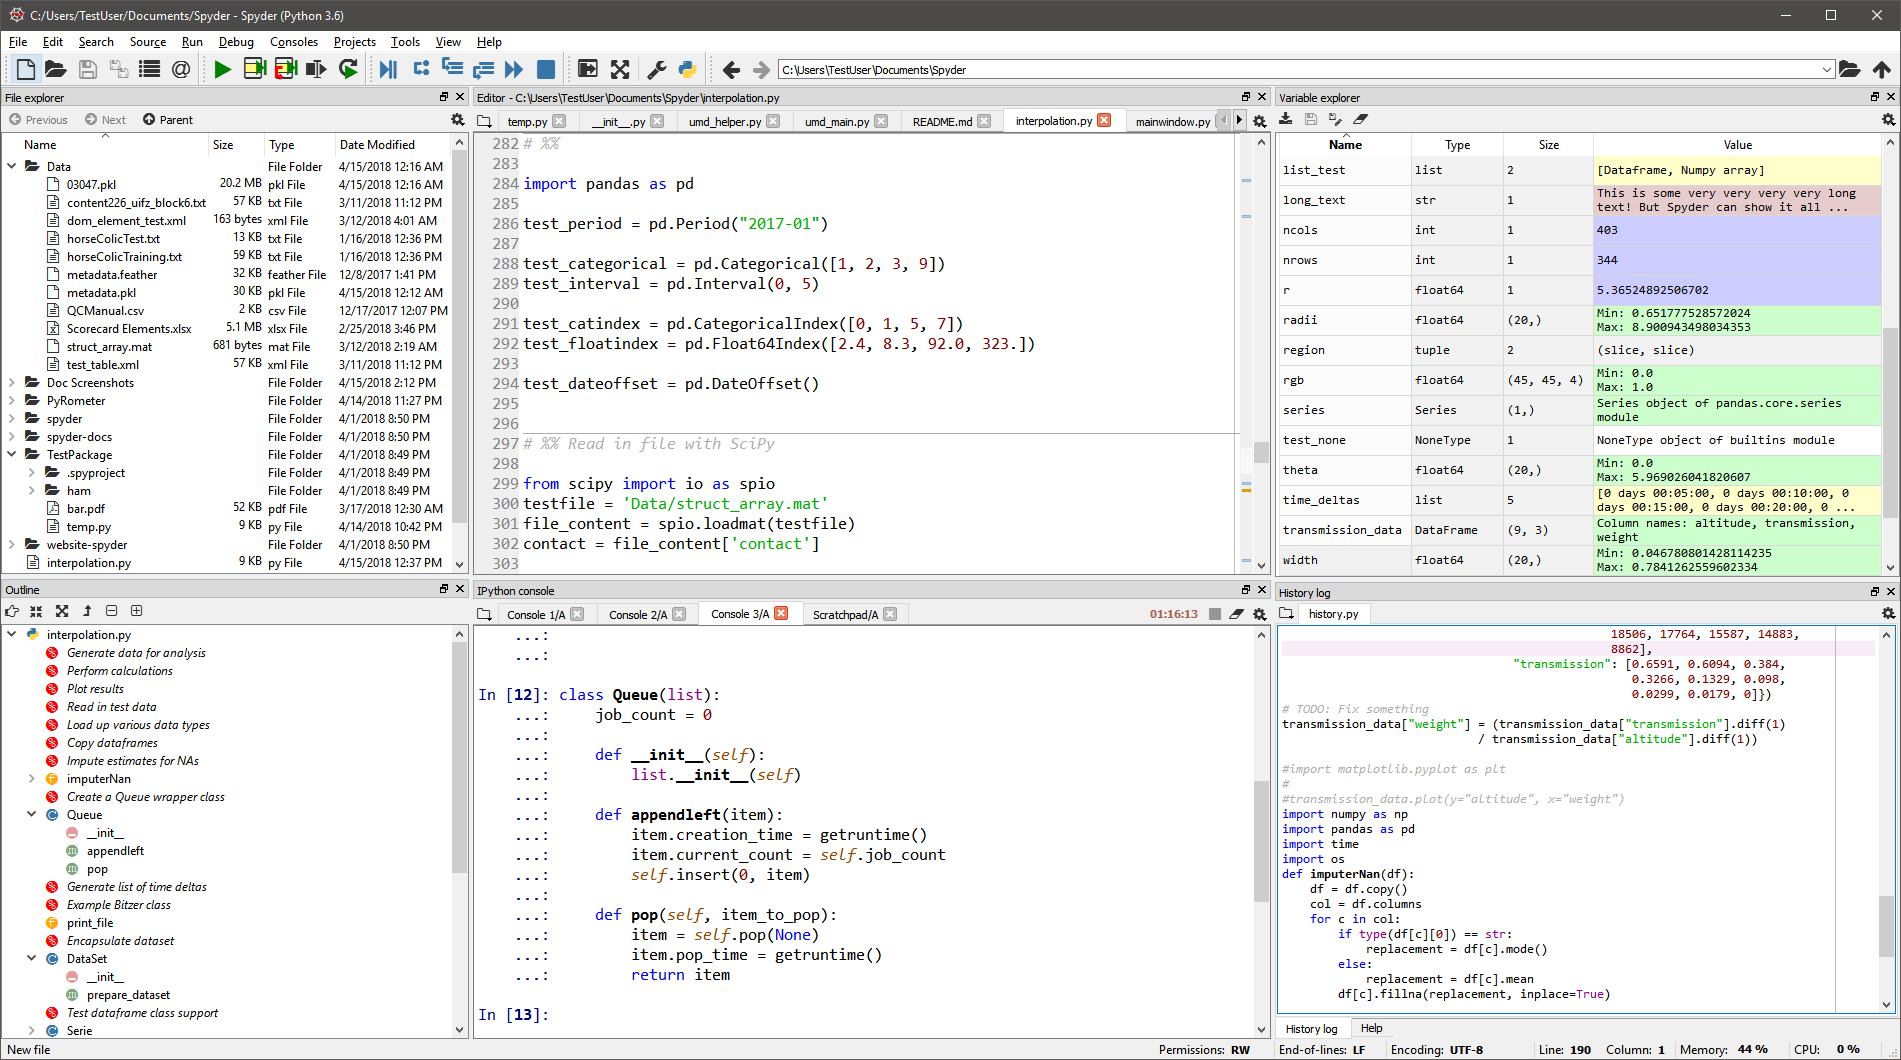 C:/Users/TestUser/Documents/Spyder - Spyder (Python 3.6)
File Edit Search Source Run Debug Consoles Projects Tools View Help
C:\Users\TestUser\Documents\Spyder
File explorer
Previous Next Parent
Name Size Type Date Modified
Data File Folder 4/15/2018 12:16 AM
03047.pkl 20.2 MB pkl File 4/15/2018 12:16 AM
content226_uifz_block6.txt 57 KB txt File 3/11/2018 11:12 PM
dom_element_test.xml 163 bytes xml File 3/12/2018 4:01 AM
horseColicTest.txt 13 KB txt File 1/16/2018 12:36 PM
horseColicTraining.txt 59 KB txt File 1/16/2018 12:36 PM
metadata.feather 32 KB feather File 12/8/2017 1:41 PM
metadata.pkl 30 KB pkl File 4/15/2018 12:12 AM
QCManual.csv 2 KB csv File 12/17/2017 12:07 PM
Scorecard Elements.xlsx 5.1 MB xlsx File 2/25/2018 3:46 PM
struct_array.mat 681 bytes mat File 3/12/2018 2:19 AM
test_table.xml 57 KB xml File 3/11/2018 11:12 PM
Doc Screenshots File Folder 4/15/2018 2:12 PM
PyRometer File Folder 4/14/2018 11:27 PM
spyder File Folder 4/1/2018 8:50 PM
spyder-docs File Folder 4/1/2018 8:50 PM
TestPackage File Folder 4/1/2018 8:49 PM
.spyproject File Folder 4/1/2018 8:49 PM
ham File Folder 4/1/2018 8:49 PM
bar.pdf 52 KB pdf File 3/17/2018 12:30 AM
temp.py 9 KB py File 4/14/2018 10:42 PM
website-spyder File Folder 4/1/2018 8:50 PM
interpolation.py 9 KB py File 4/15/2018 12:37 PM
Editor - C:\Users\TestUser\Documents\Spyder\interpolation.py
temp.py __init__.py umd_helper.py umd_main.py README.md interpolation.py mainwindow.py
282 # %%
283
284 import pandas as pd
285
286 test_period = pd.Period("2017-01")
287
288 test_categorical = pd.Categorical([1, 2, 3, 9])
289 test_interval = pd.Interval(0, 5)
290
291 test_catindex = pd.CategoricalIndex([0, 1, 5, 7])
292 test_floatindex = pd.Float64Index([2.4, 8.3, 92.0, 323.])
293
294 test_dateoffset = pd.DateOffset()
295
296
297 # %% Read in file with SciPy
298
299 from scipy import io as spio
300 testfile = 'Data/struct_array.mat'
301 file_content = spio.loadmat(testfile)
302 contact = file_content['contact']
303
Variable explorer
Name Type Size Value
list_test list 2 [Dataframe, Numpy array]
long_text str 1 This is some very very very very long
text! But Spyder can show it all ...
ncols int 1 403
nrows int 1 344
r float64 1 5.36524892506702
radii float64 (20,) Min: 0.651777528572024
Max: 8.900943498034353
region tuple 2 (slice, slice)
rgb float64 (45, 45, 4) Min: 0.0
Max: 1.0
series Series (1,) Series object of pandas.core.series
module
test_none NoneType 1 NoneType object of builtins module
theta float64 (20,) Min: 0.0
Max: 5.969026041820607
time_deltas list 5 [0 days 00:05:00, 0 days 00:10:00, 0
days 00:15:00, 0 days 00:20:00, 0 ...
transmission_data DataFrame (9, 3) Column names: altitude, transmission,
weight
width float64 (20,) Min: 0.046780801428114235
Max: 0.7841262559602334
Outline
interpolation.py
Generate data for analysis
Perform calculations
Plot results
Read in test data
Load up various data types
Copy dataframes
Impute estimates for NAs
imputerNan
Create a Queue wrapper class
Queue
__init__
appendleft
pop
Generate list of time deltas
Example Bitzer class
print_file
Encapsulate dataset
DataSet
__init__
prepare_dataset
Test dataframe class support
Serie
IPython console
Console 1/A Console 2/A Console 3/A Scratchpad/A 01:16:13
...:
...:
In [12]: class Queue(list):
...: job_count = 0
...:
...: def __init__(self):
...: list.__init__(self)
...:
...: def appendleft(item):
...: item.creation_time = getruntime()
...: item.current_count = self.job_count
...: self.insert(0, item)
...:
...: def pop(self, item_to_pop):
...: item = self.pop(None)
...: item.pop_time = getruntime()
...: return item
In [13]:
History log
history.py
18506, 17764, 15587, 14883,
8862],
"transmission": [0.6591, 0.6094, 0.384,
0.3266, 0.1329, 0.098,
0.0299, 0.0179, 0]})
# TODO: Fix something
transmission_data["weight"] = (transmission_data["transmission"].diff(1)
/ transmission_data["altitude"].diff(1))
#import matplotlib.pyplot as plt
#
#transmission_data.plot(y="altitude", x="weight")
import numpy as np
import pandas as pd
import time
import os
def imputerNan(df):
df = df.copy()
col = df.columns
for c in col:
if type(df[c][0]) == str:
replacement = df[c].mode()
else:
replacement = df[c].mean
df[c].fillna(replacement, inplace=True)
History log Help
New file Permissions: RW End-of-lines: LF Encoding: UTF-8 Line: 190 Column: 1 Memory: 44 % CPU: 0 %